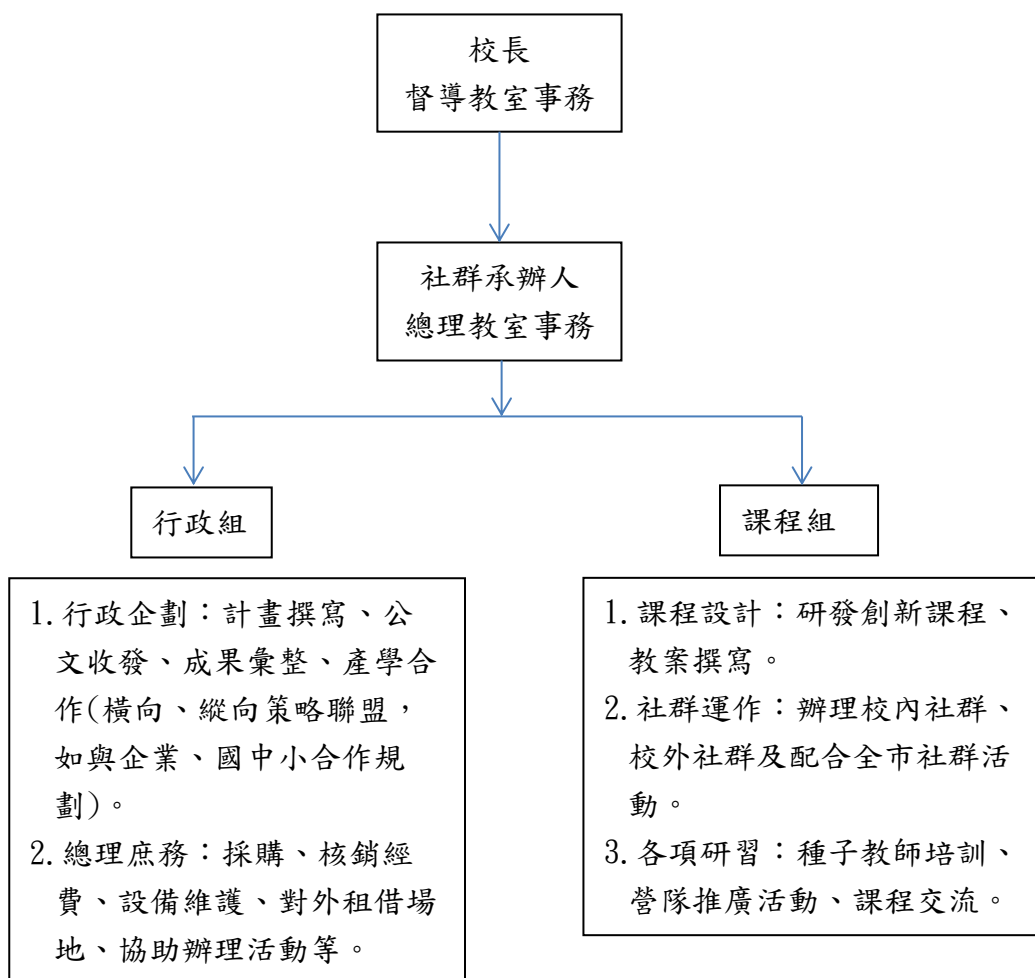 校長
督導教室事務
社群承辦人
總理教室事務
行政組
課程組
1.行政企劃：計畫撰寫、公
文收發、成果彙整、產學合
作(橫向、縱向策略聯盟，
如與企業、國中小合作規
劃)。
2.總理庶務：採購、核銷經
費、設備維護、對外租借場
地、協助辦理活動等。
1.課程設計：研發創新課程、
教案撰寫。
2.社群運作：辦理校內社群、
校外社群及配合全市社群活
動。
3.各項研習：種子教師培訓、
營隊推廣活動、課程交流。